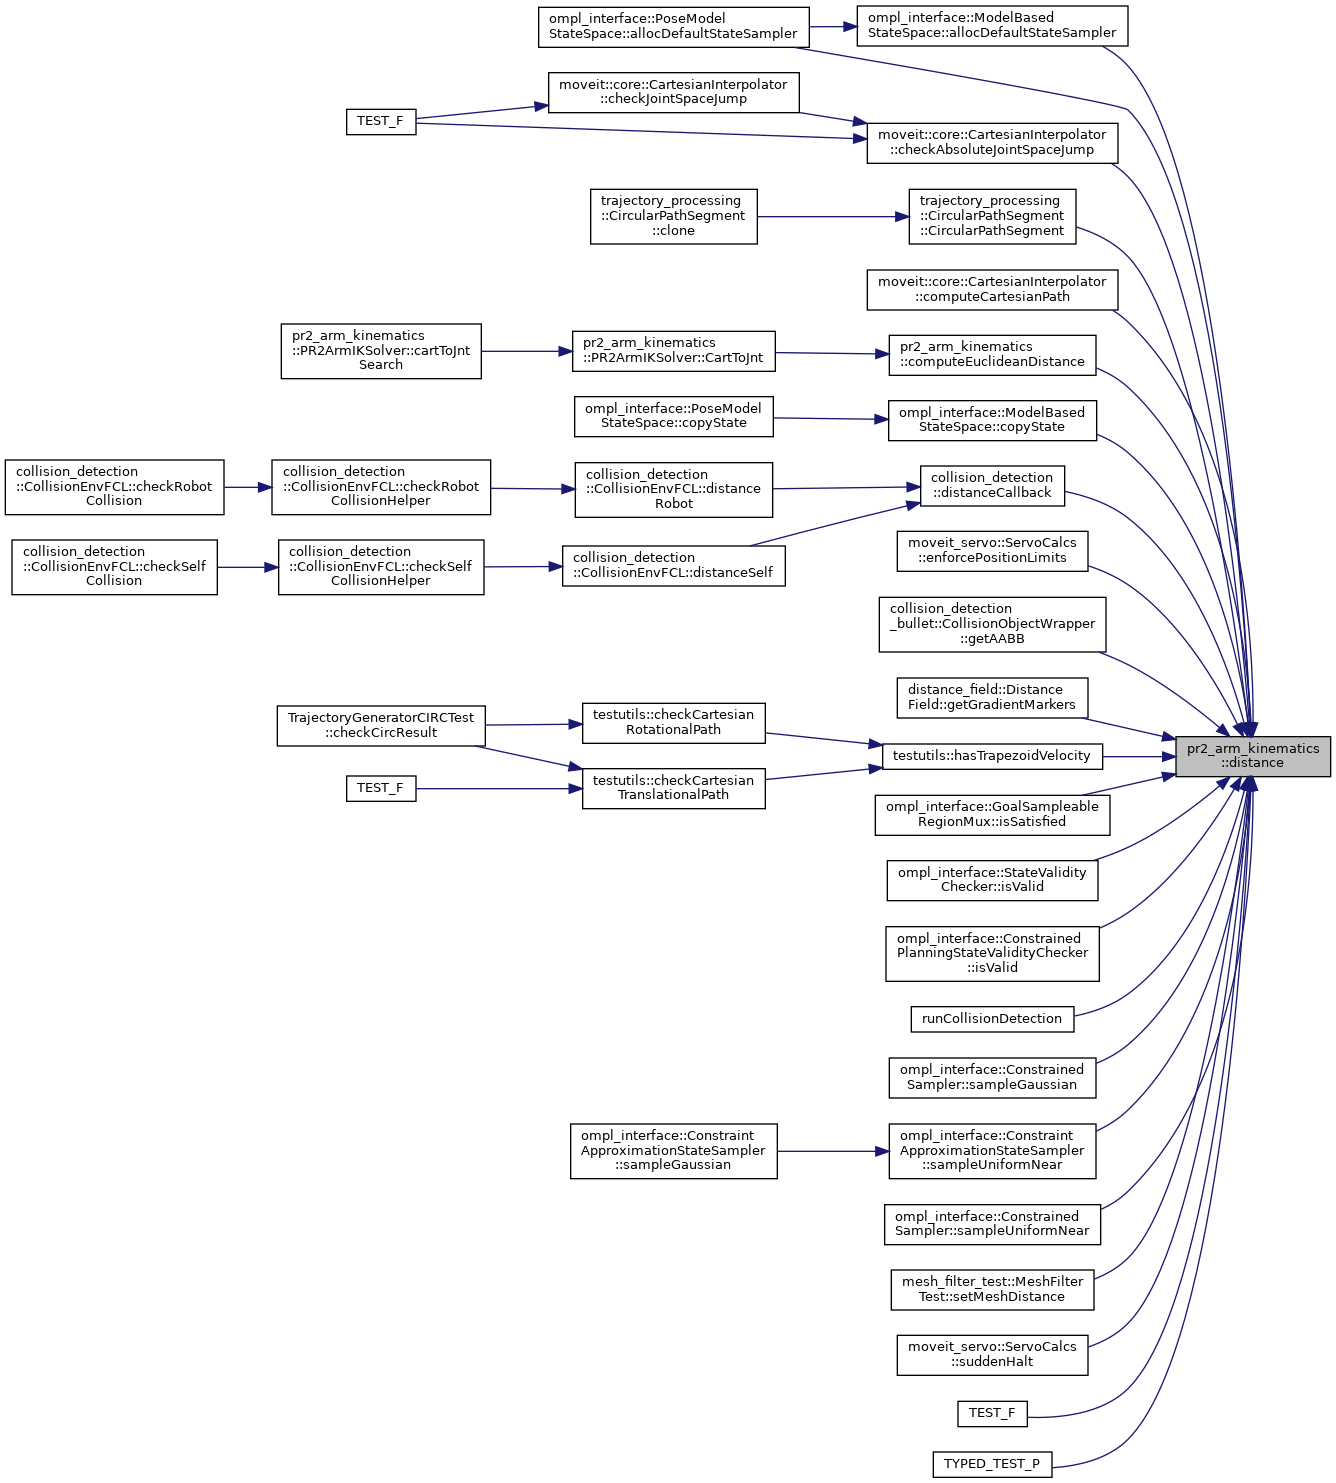 ompl_interface::PoseModel
StateSpace::allocDefaultStateSampler
ompl_interface::ModelBased
StateSpace::allocDefaultStateSampler
moveit::core::CartesianInterpolator
::checkJointSpaceJump
TEST_F
moveit::core::CartesianInterpolator
::checkAbsoluteJointSpaceJump
trajectory_processing
::CircularPathSegment
::clone
trajectory_processing
::CircularPathSegment
::CircularPathSegment
moveit::core::CartesianInterpolator
::computeCartesianPath
pr2_arm_kinematics
::PR2ArmIKSolver::cartToJnt
Search
pr2_arm_kinematics
::PR2ArmIKSolver::CartToJnt
pr2_arm_kinematics
::computeEuclideanDistance
ompl_interface::PoseModel
StateSpace::copyState
ompl_interface::ModelBased
StateSpace::copyState
collision_detection
::CollisionEnvFCL::checkRobot
Collision
collision_detection
::CollisionEnvFCL::checkRobot
CollisionHelper
collision_detection
::CollisionEnvFCL::distance
Robot
collision_detection
::distanceCallback
collision_detection
::CollisionEnvFCL::checkSelf
Collision
collision_detection
::CollisionEnvFCL::checkSelf
CollisionHelper
collision_detection
::CollisionEnvFCL::distanceSelf
moveit_servo::ServoCalcs
::enforcePositionLimits
collision_detection
_bullet::CollisionObjectWrapper
::getAABB
distance_field::Distance
Field::getGradientMarkers
TrajectoryGeneratorCIRCTest
::checkCircResult
testutils::checkCartesian
RotationalPath
testutils::hasTrapezoidVelocity
pr2_arm_kinematics
::distance
TEST_F
testutils::checkCartesian
TranslationalPath
ompl_interface::GoalSampleable
RegionMux::isSatisfied
ompl_interface::StateValidity
Checker::isValid
ompl_interface::Constrained
PlanningStateValidityChecker
::isValid
runCollisionDetection
ompl_interface::Constrained
Sampler::sampleGaussian
ompl_interface::Constraint
ApproximationStateSampler
::sampleGaussian
ompl_interface::Constraint
ApproximationStateSampler
::sampleUniformNear
ompl_interface::Constrained
Sampler::sampleUniformNear
mesh_filter_test::MeshFilter
Test::setMeshDistance
moveit_servo::ServoCalcs
::suddenHalt
TEST_F
TYPED_TEST_P